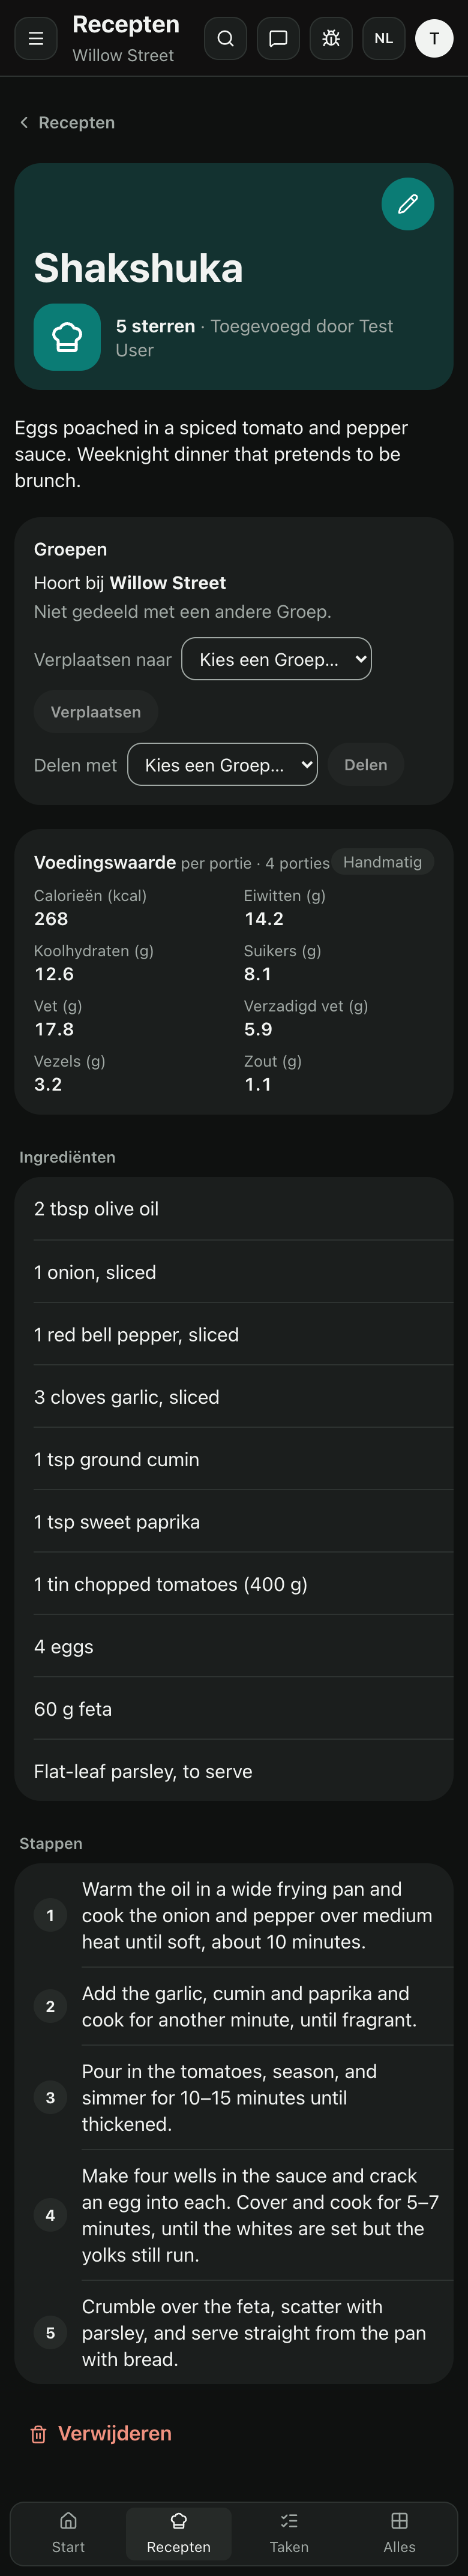 Recepten
Willow Street
NL
T
Recepten
Shakshuka
5 sterren · Toegevoegd door Test
User
Eggs poached in a spiced tomato and pepper
sauce. Weeknight dinner that pretends to be
brunch.
Groepen
Hoort bij Willow Street
Niet gedeeld met een andere Groep.
Verplaatsen naar Kies een Groep...
Verplaatsen
Delen met Kies een Groep... Delen
Voedingswaarde per portie · 4 porties Handmatig
Calorieën (kcal) Eiwitten (g)
268 14.2
Koolhydraten (g) Suikers (g)
12.6 8.1
Vet (g) Verzadigd vet (g)
17.8 5.9
Vezels (g) Zout (g)
3.2 1.1
Ingrediënten
2 tbsp olive oil
1 onion, sliced
1 red bell pepper, sliced
3 cloves garlic, sliced
1 tsp ground cumin
1 tsp sweet paprika
1 tin chopped tomatoes (400 g)
4 eggs
60 g feta
Flat-leaf parsley, to serve
Stappen
Warm the oil in a wide frying pan and
1 cook the onion and pepper over medium
heat until soft, about 10 minutes.
2 Add the garlic, cumin and paprika and
cook for another minute, until fragrant.
Pour in the tomatoes, season, and
3 simmer for 10–15 minutes until
thickened.
Make four wells in the sauce and crack
an egg into each. Cover and cook for 5–7
4 minutes, until the whites are set but the
yolks still run.
Crumble over the feta, scatter with
5 parsley, and serve straight from the pan
with bread.
Verwijderen
Start Recepten Taken Alles